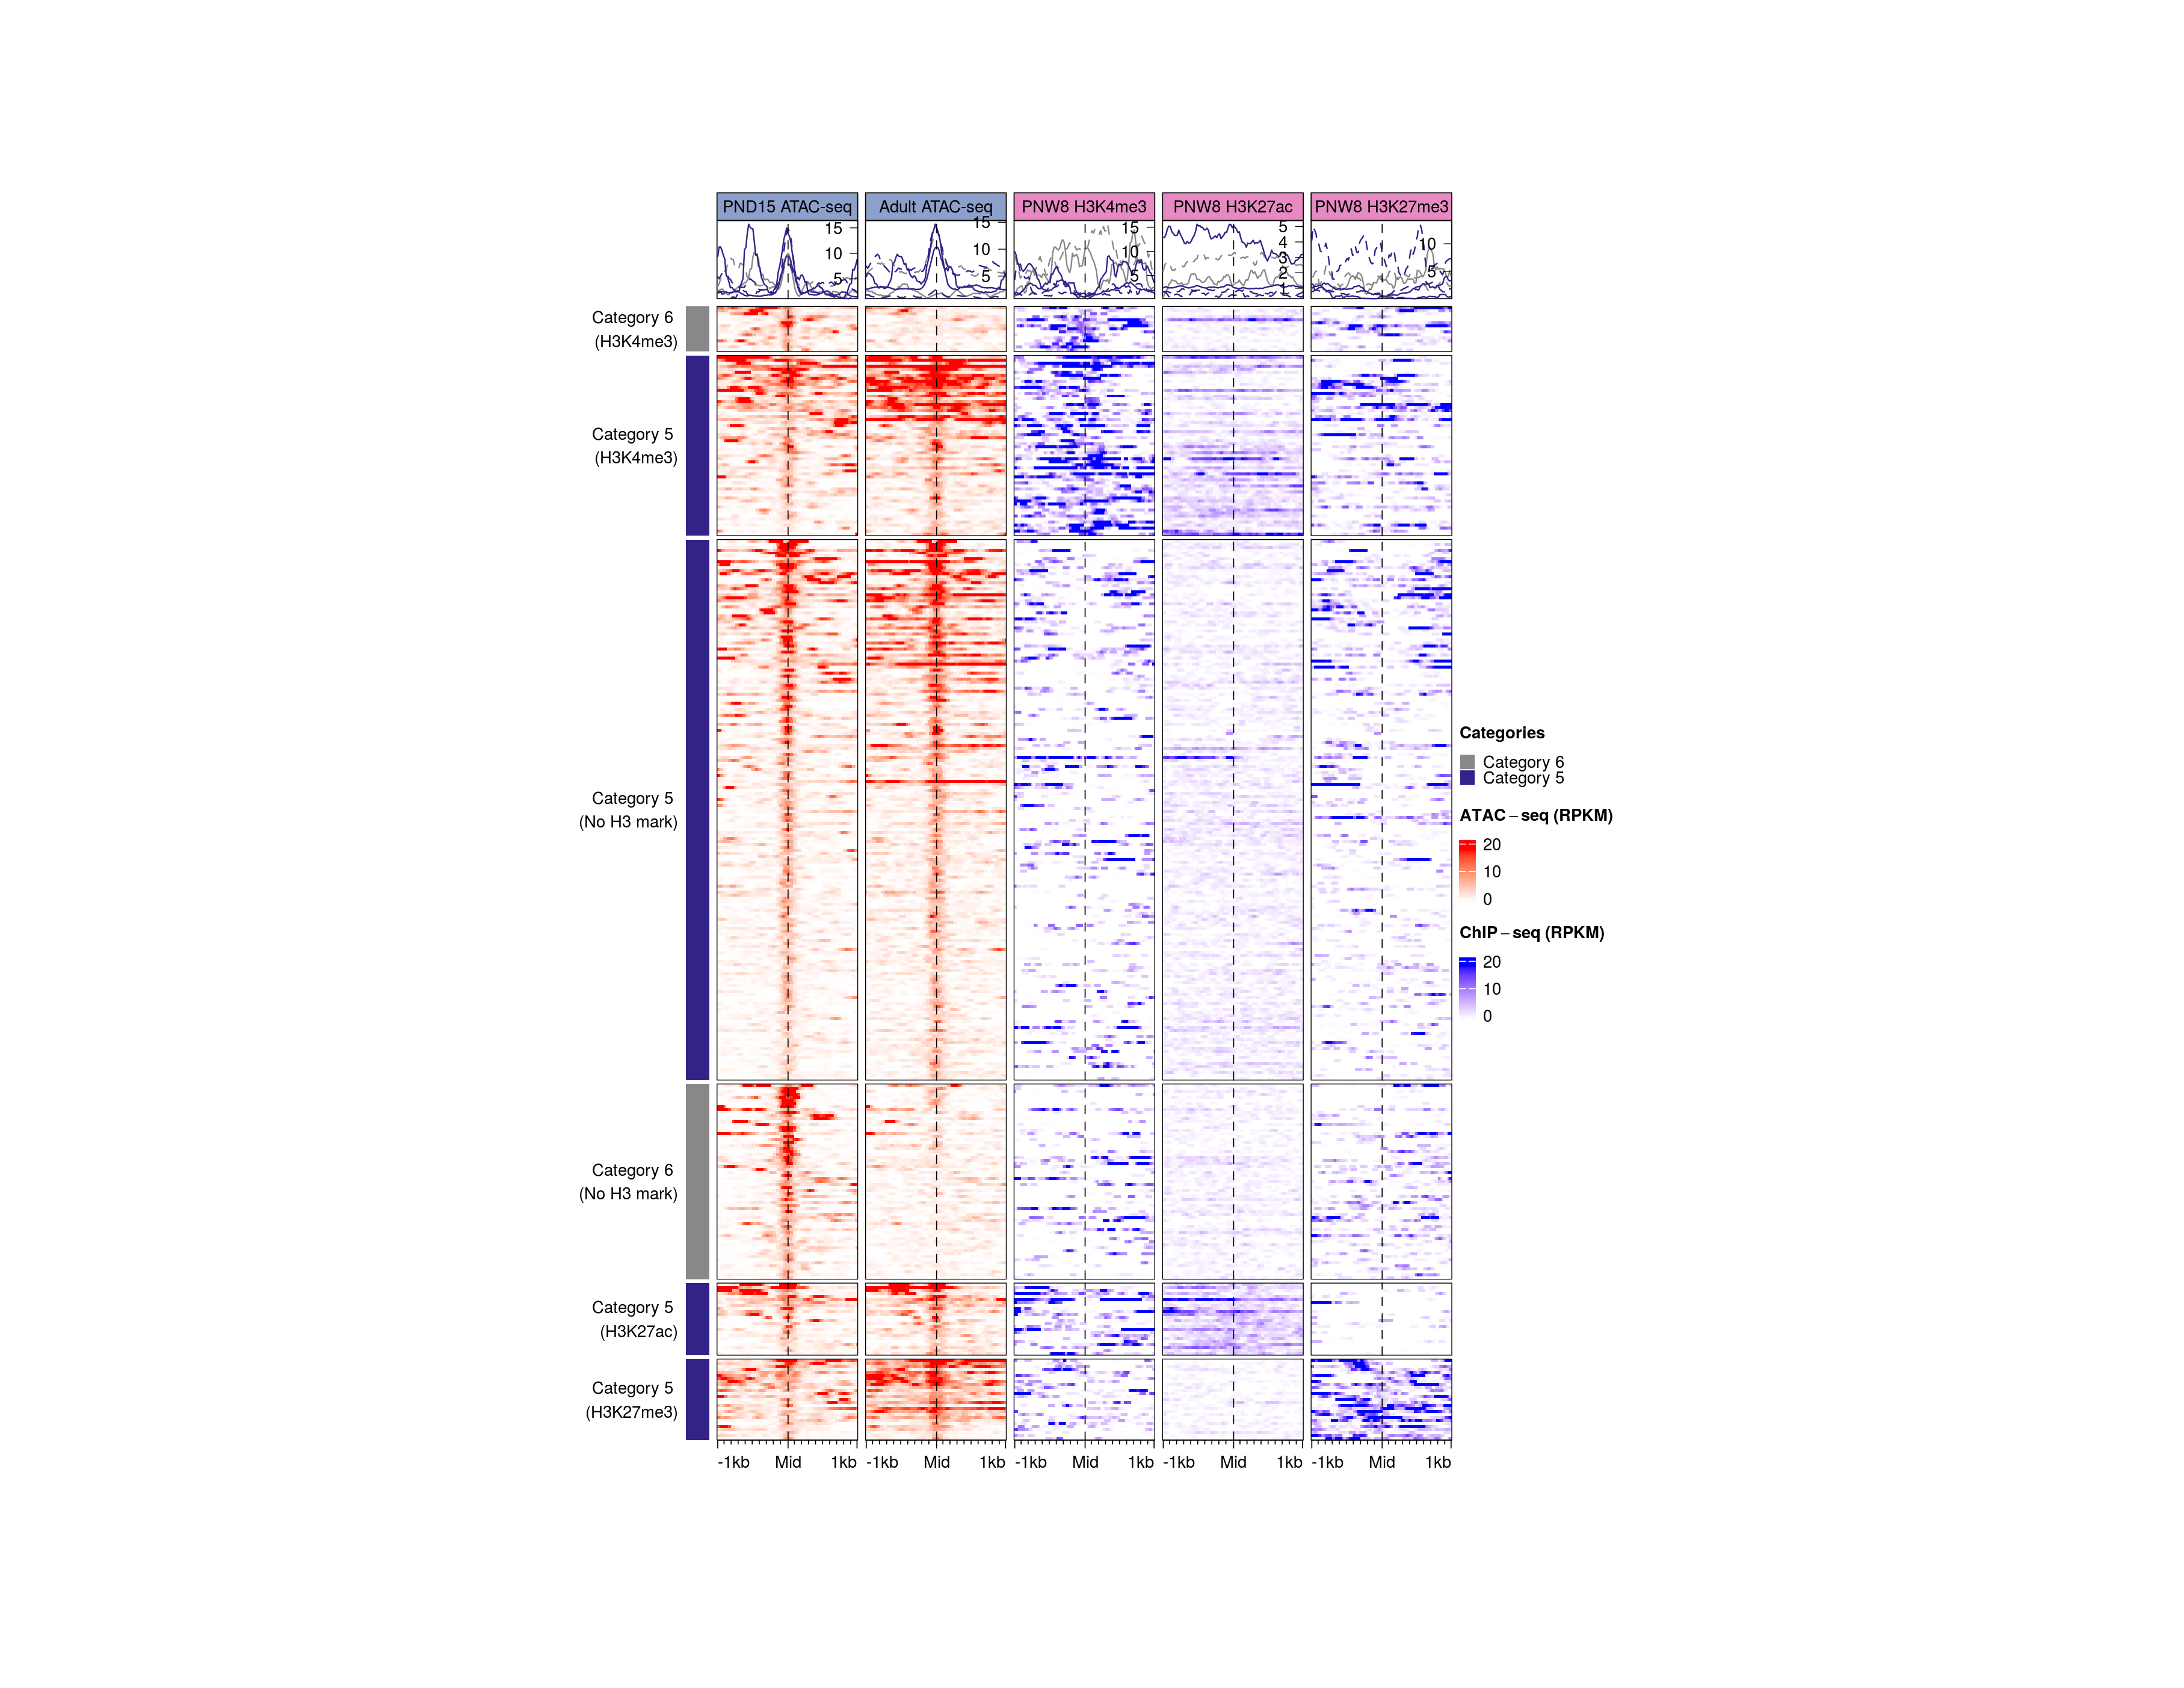 PND15 ATAC-seq
Adult ATAC-seq
PNW8 H3K4me3
PNW8 H3K27ac
PNW8 H3K27me3
15
10
5
15
10
5
15
10
5
5
4
3
2
1
10
5
Category 6
(H3K4me3)
Category 5
(H3K4me3)
Category 5
(No H3 mark)
Category 6
(No H3 mark)
Category 5
(H3K27ac)
Category 5
(H3K27me3)
-1kb Mid 1kb
-1kb Mid 1kb
-1kb Mid 1kb
-1kb Mid 1kb
-1kb Mid 1kb
Categories
Category 6
Category 5
ATAC–seq (RPKM)
20
10
0
ChIP–seq (RPKM)
20
10
0